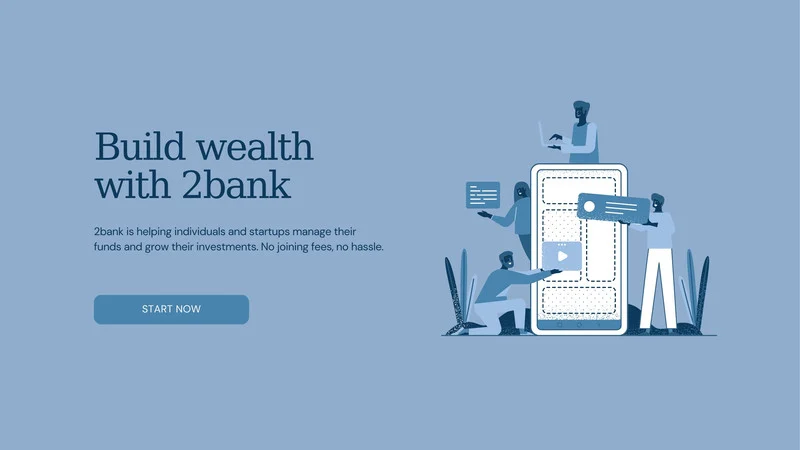 Build wealth
with 2bank
2bank is helping individuals and startups manage their
funds and grow their investments. No joining fees, no hassle.
START NOW